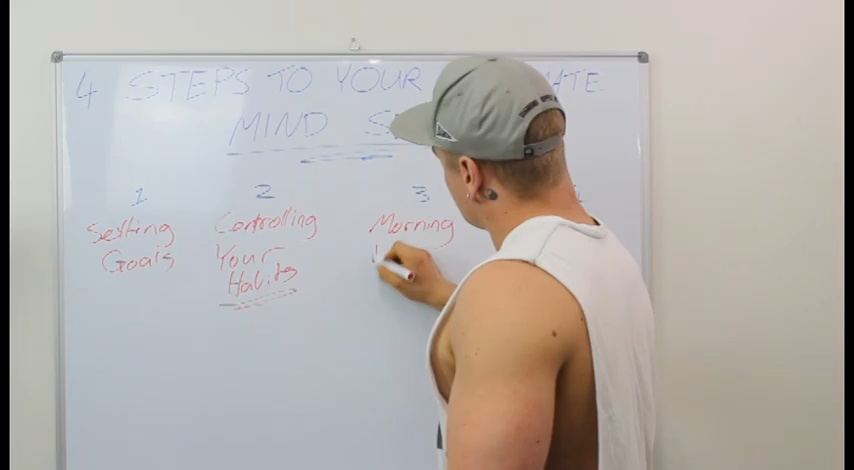 4 STEPS TO YOUR
MIND S
1 2 3
Setting Controlling Morning
Goals Your
Habits